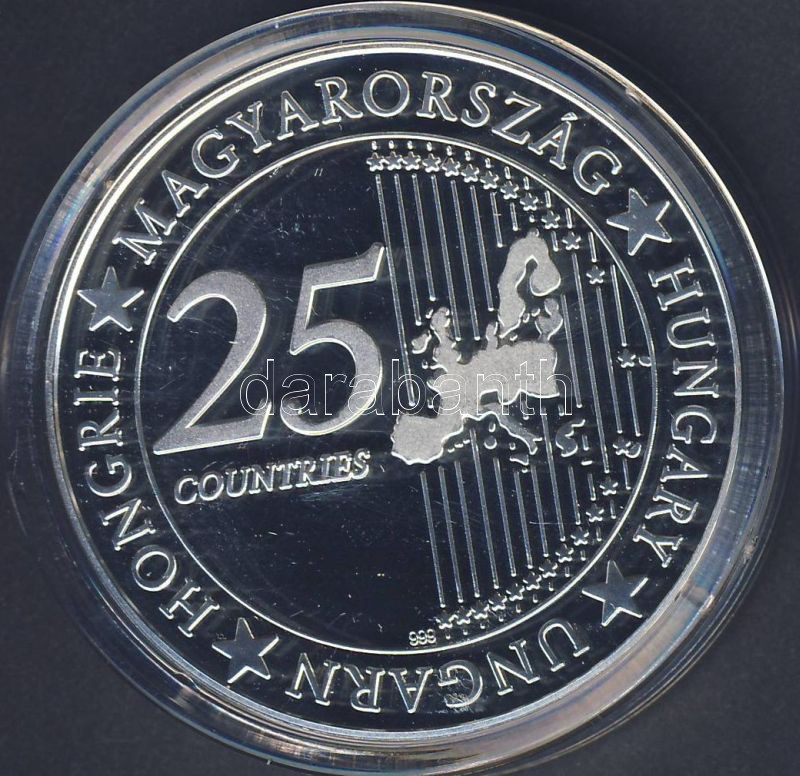 MAGYARORSZÁG ★ HUNGARY ★ UNGARN ★ HONGRIE ★
25
COUNTRIES
999
darabanth